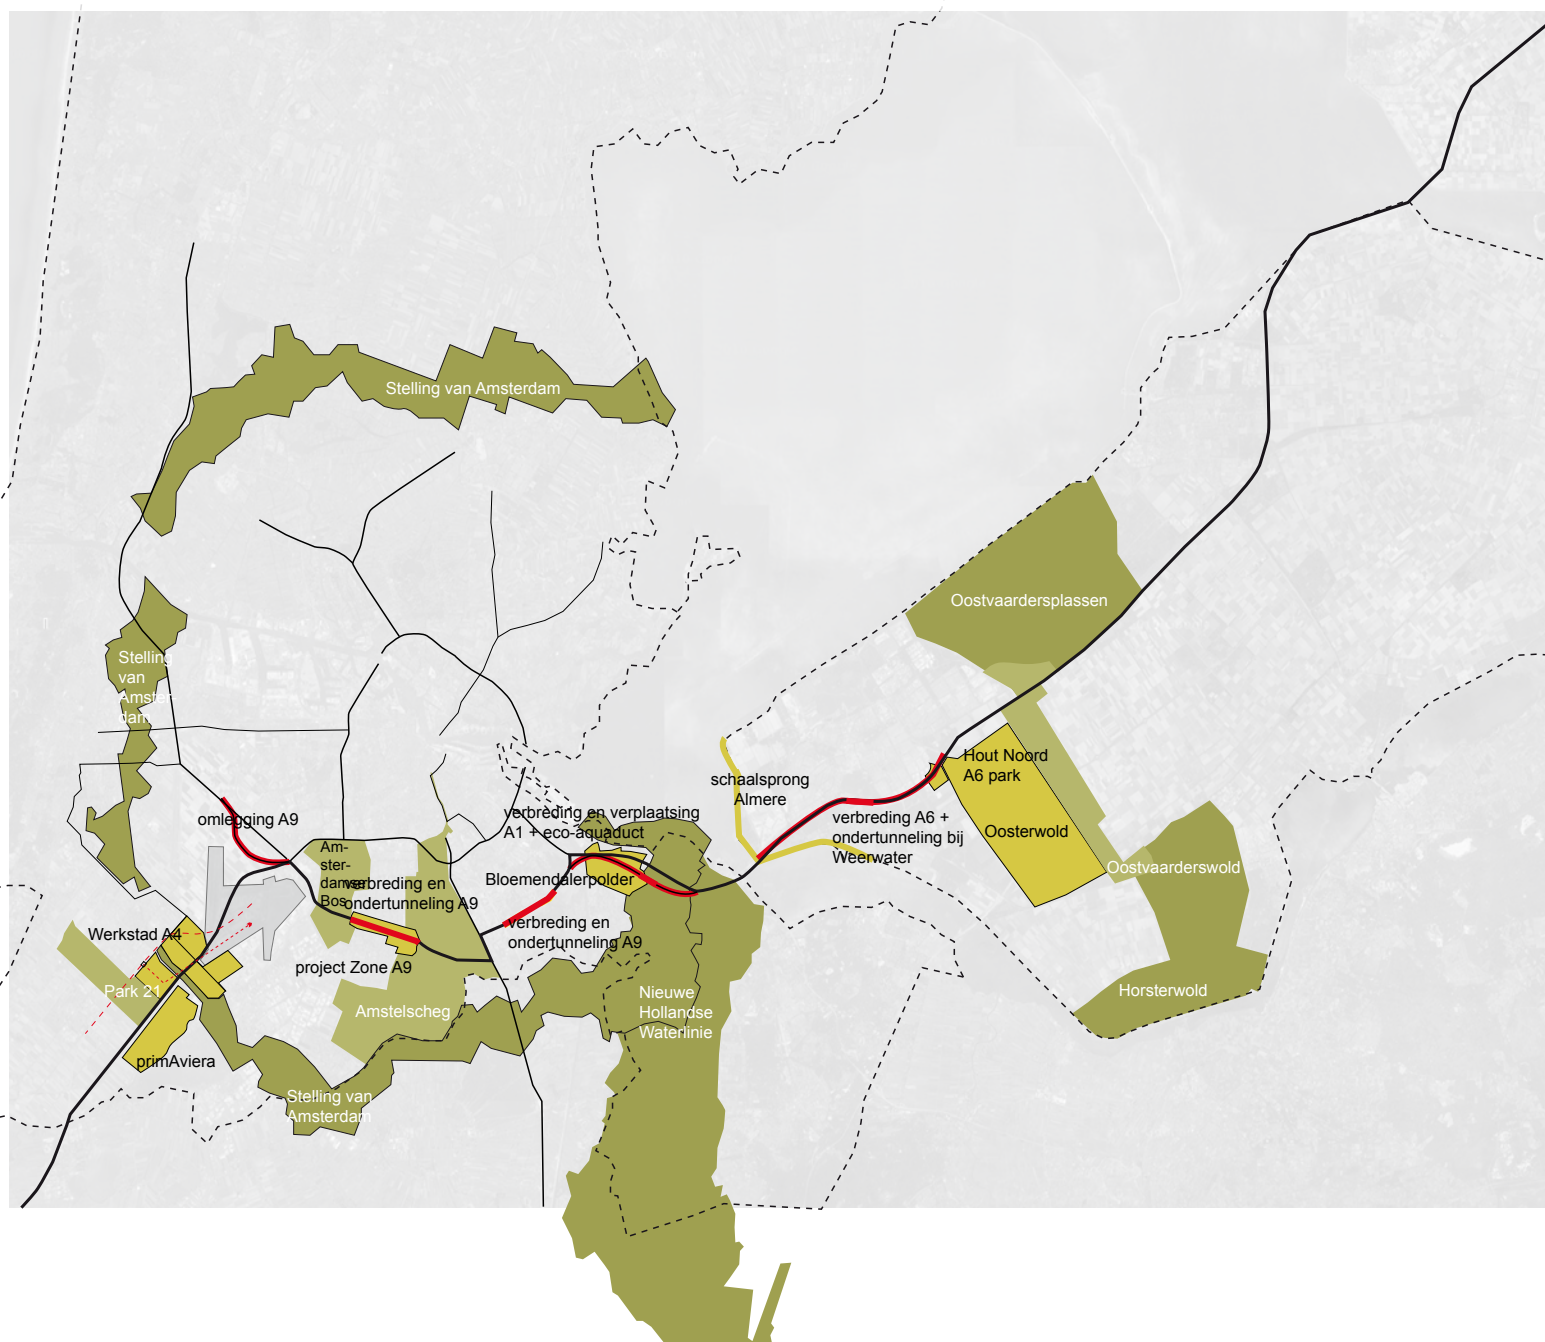 Stelling van Amsterdam
Oostvaardersplassen
Stelling
van
Amster-
dam
Hout Noord
A6 park
schaalsprong
Almere
verbreding en verplaatsing
A1 + eco-aquaduct
omlegging A9
verbreding A6 +
ondertunneling bij
Weerwater
Oosterwold
Am-
ster-
damse
Bos
verbreding en
ondertunneling A9
Bloemendalerpolder
Oostvaarderswold
verbreding en
ondertunneling A9
Werkstad A4
project Zone A9
Park 21
Amstelscheg
Nieuwe
Hollandse
Waterlinie
Horsterwold
primAviera
Stelling van
Amsterdam